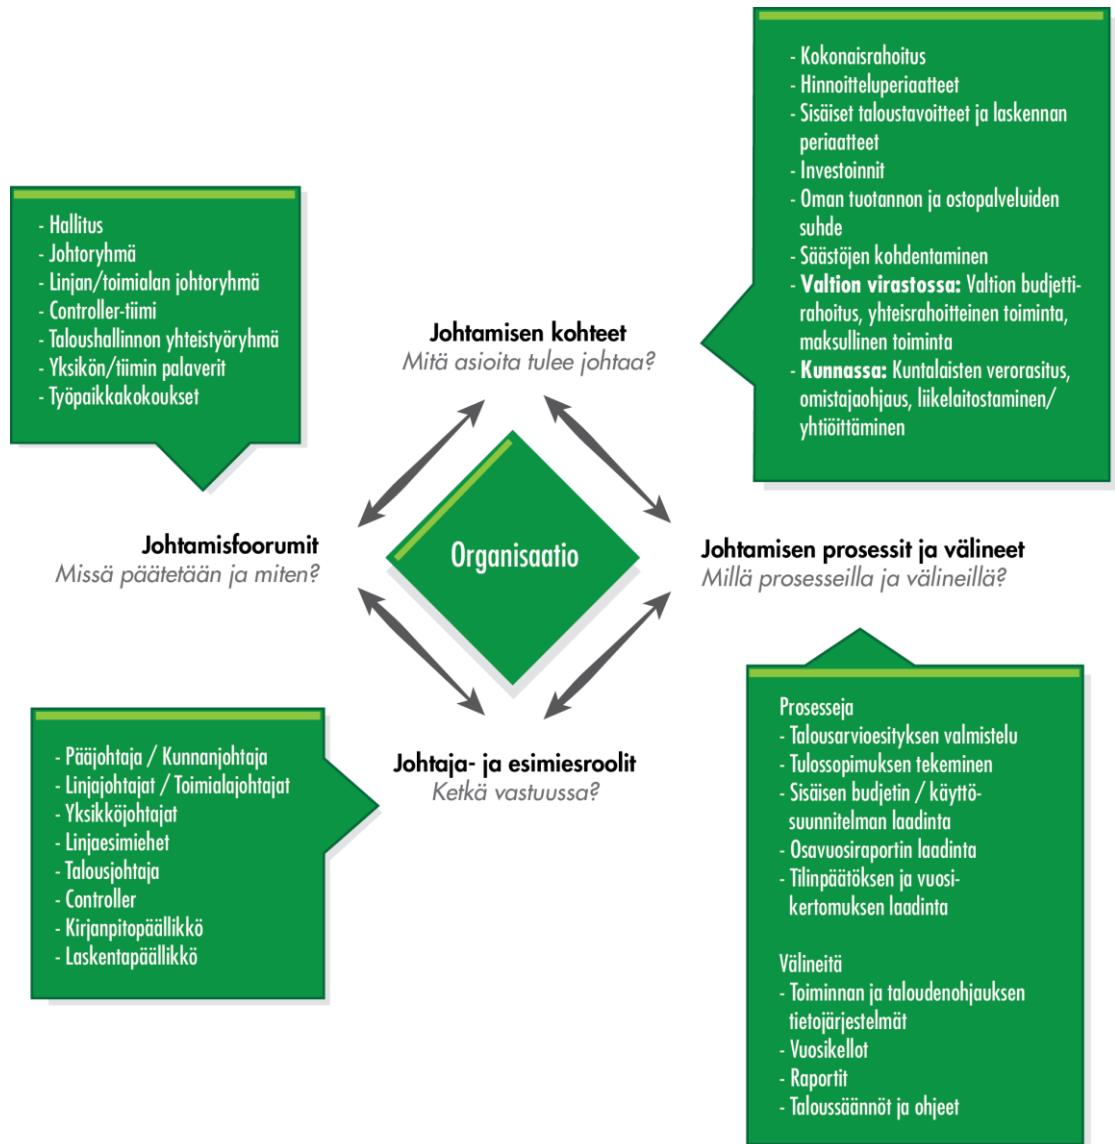 - Kokonaisrahoitus
- Hinnoitteluperiaatteet
- Sisäiset taloustavoitteet ja laskennan
periaatteet
- Investoinnit
- Oman tuotannon ja ostopalveluiden
suhde
- Säästöjen kohdentaminen
- Valtion virastossa: Valtion budjetti-
rahoitus, yhteisrahoitteinen toiminta,
maksullinen toiminta
- Kunnassa: Kuntalaisten verorasitus,
omistajaohjaus, liikelaitostaminen/
yhtiöittäminen
- Hallitus
- Johtoryhmä
- Linjan/toimialan johtoryhmä
- Controller-tiimi
- Taloushallinnon yhteistyöryhmä
- Yksikön/tiimin palaverit
- Työpaikkakokoukset
Johtamisen kohteet
Mitä asioita tulee johtaa?
Johtamisfoorumit
Missä päätetään ja miten?
Organisaatio
Johtamisen prosessit ja välineet
Millä prosesseilla ja välineillä?
Johtaja- ja esimiesroolit
Ketkä vastuussa?
- Pääjohtaja / Kunnanjohtaja
- Linjajohtajat / Toimialajohtajat
- Yksikköjohtajat
- Linjaesimiehet
- Talousjohtaja
- Controller
- Kirjanpitopäällikkö
- Laskentapäällikkö
Prosesseja
- Talousarvioesityksen valmistelu
- Tulossopimuksen tekeminen
- Sisäisen budjetin / käyttö-
suunnitelman laadinta
- Osavuosiraportin laadinta
- Tilinpäätöksen ja vuosi-
kertomuksen laadinta
Välineitä
- Toiminnan ja taloudenohjauksen
tietojärjestelmät
- Vuosikellot
- Raportit
- Taloussäännöt ja ohjeet